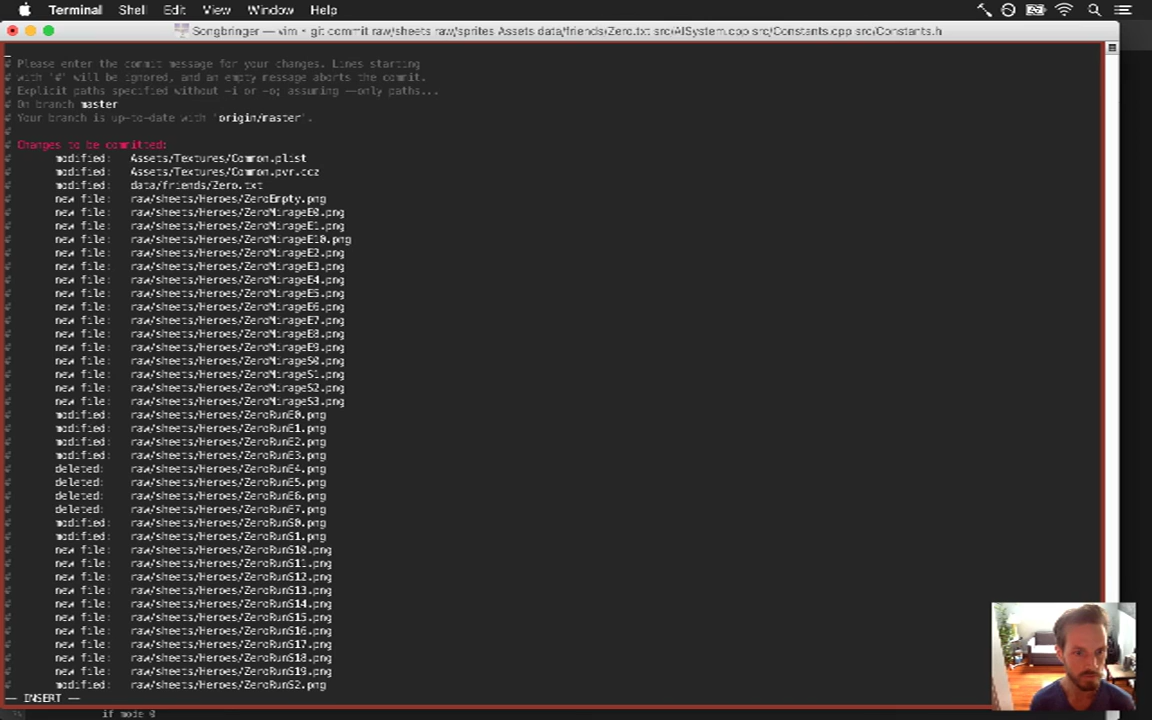 Terminal Shell Edit View Window Help
Songbringer — vim • git commit raw/sheets raw/sprites Assets data/friends/Zero.txt src/AISystem.cpp src/Constants.cpp src/Constants.h
# Please enter the commit message for your changes. Lines starting
# with '#' will be ignored, and an empty message aborts the commit.
# Explicit paths specified without -i or -o; assuming --only paths...
# On branch master
# Your branch is up-to-date with 'origin/master'.
#
# Changes to be committed:
# modified: Assets/Textures/Common.plist
# modified: Assets/Textures/Common.pvr.ccz
# modified: data/friends/Zero.txt
# new file: raw/sheets/Heroes/ZeroEmpty.png
# new file: raw/sheets/Heroes/ZeroMirageE0.png
# new file: raw/sheets/Heroes/ZeroMirageE1.png
# new file: raw/sheets/Heroes/ZeroMirageE10.png
# new file: raw/sheets/Heroes/ZeroMirageE2.png
# new file: raw/sheets/Heroes/ZeroMirageE3.png
# new file: raw/sheets/Heroes/ZeroMirageE4.png
# new file: raw/sheets/Heroes/ZeroMirageE5.png
# new file: raw/sheets/Heroes/ZeroMirageE6.png
# new file: raw/sheets/Heroes/ZeroMirageE7.png
# new file: raw/sheets/Heroes/ZeroMirageE8.png
# new file: raw/sheets/Heroes/ZeroMirageE9.png
# new file: raw/sheets/Heroes/ZeroMirageS0.png
# new file: raw/sheets/Heroes/ZeroMirageS1.png
# new file: raw/sheets/Heroes/ZeroMirageS2.png
# new file: raw/sheets/Heroes/ZeroMirageS3.png
# modified: raw/sheets/Heroes/ZeroRunE0.png
# modified: raw/sheets/Heroes/ZeroRunE1.png
# modified: raw/sheets/Heroes/ZeroRunE2.png
# modified: raw/sheets/Heroes/ZeroRunE3.png
# deleted: raw/sheets/Heroes/ZeroRunE4.png
# deleted: raw/sheets/Heroes/ZeroRunE5.png
# deleted: raw/sheets/Heroes/ZeroRunE6.png
# deleted: raw/sheets/Heroes/ZeroRunE7.png
# modified: raw/sheets/Heroes/ZeroRunS0.png
# modified: raw/sheets/Heroes/ZeroRunS1.png
# new file: raw/sheets/Heroes/ZeroRunS10.png
# new file: raw/sheets/Heroes/ZeroRunS11.png
# new file: raw/sheets/Heroes/ZeroRunS12.png
# new file: raw/sheets/Heroes/ZeroRunS13.png
# new file: raw/sheets/Heroes/ZeroRunS14.png
# new file: raw/sheets/Heroes/ZeroRunS15.png
# new file: raw/sheets/Heroes/ZeroRunS16.png
# new file: raw/sheets/Heroes/ZeroRunS17.png
# new file: raw/sheets/Heroes/ZeroRunS18.png
# new file: raw/sheets/Heroes/ZeroRunS19.png
# modified: raw/sheets/Heroes/ZeroRunS2.png
-- INSERT --
if mode 0